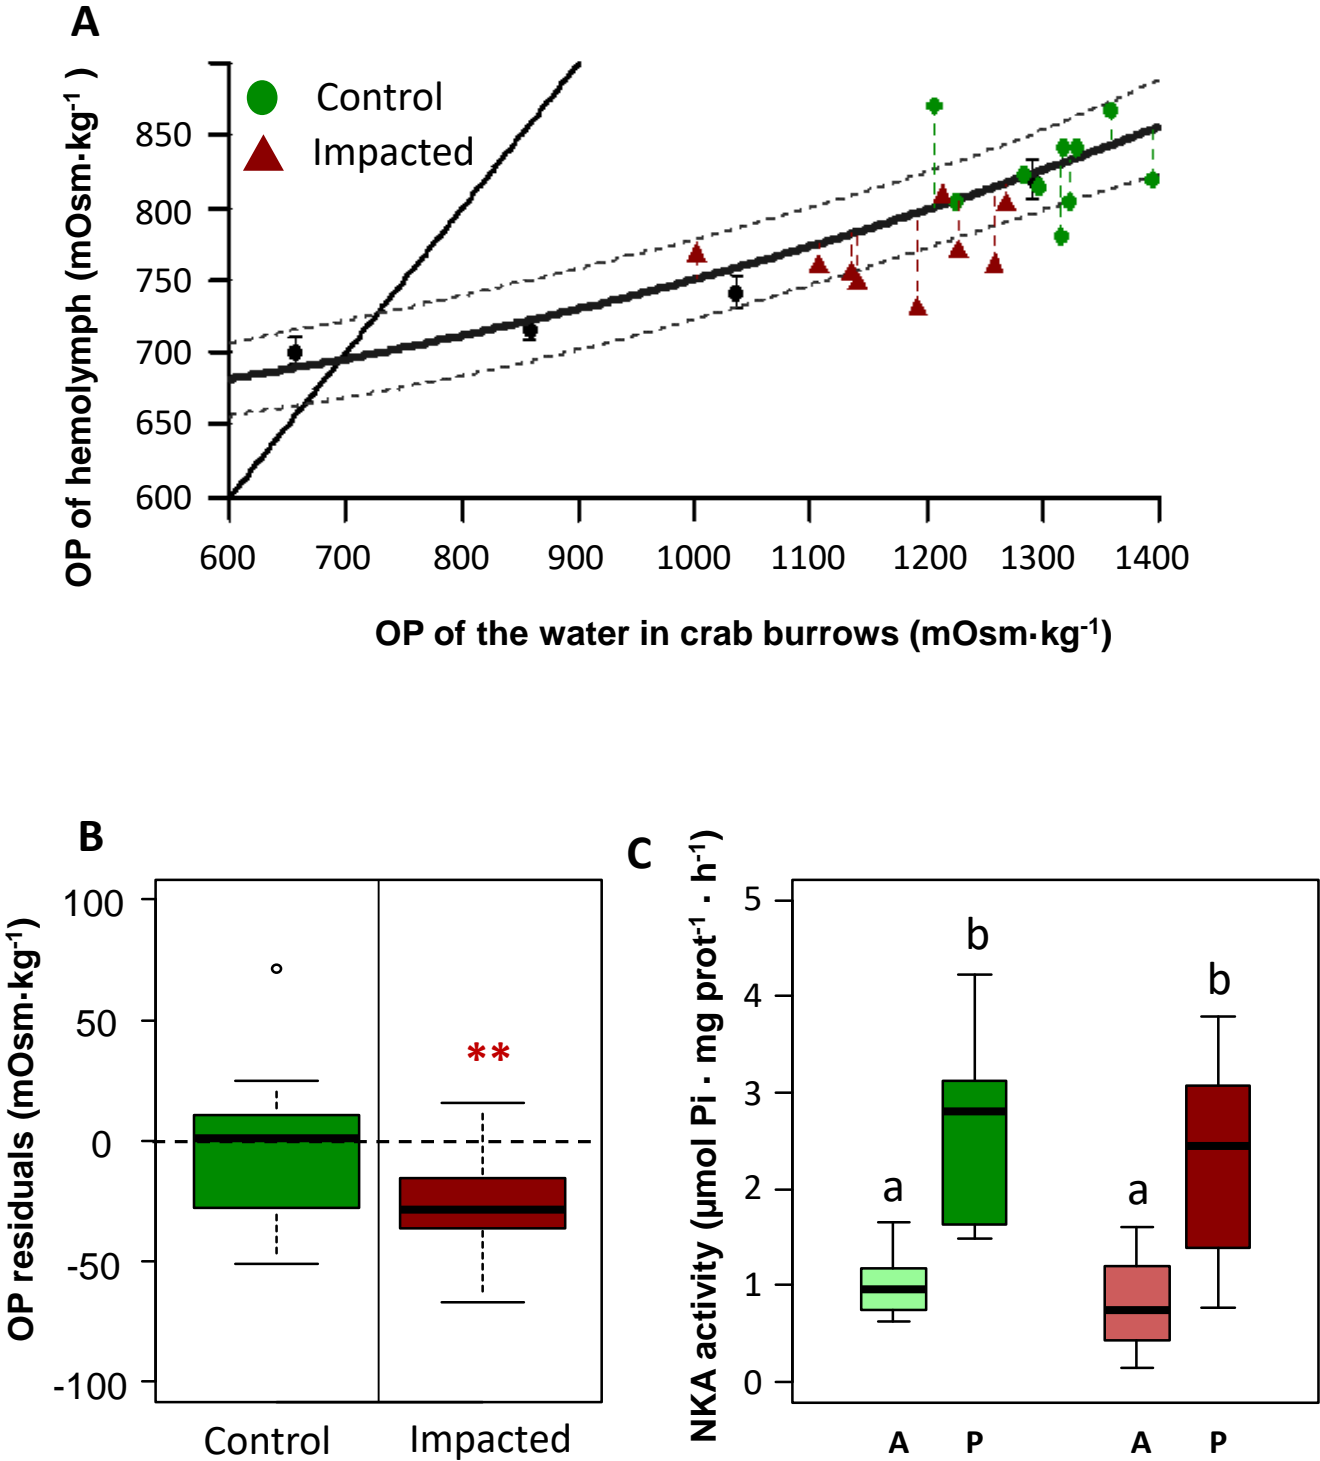 A
OP of hemolymph (mOsm·kg⁻¹ )
Control
Impacted
850
800
750
700
650
600
600 700 800 900 1000 1100 1200 1300 1400
OP of the water in crab burrows (mOsm·kg⁻¹)
B
OP residuals (mOsm·kg⁻¹)
100
50
0
-50
-100
**
Control Impacted
C
NKA activity (µmol Pi · mg prot⁻¹ · h⁻¹)
5
4
3
2
1
0
a b a b
A P A P